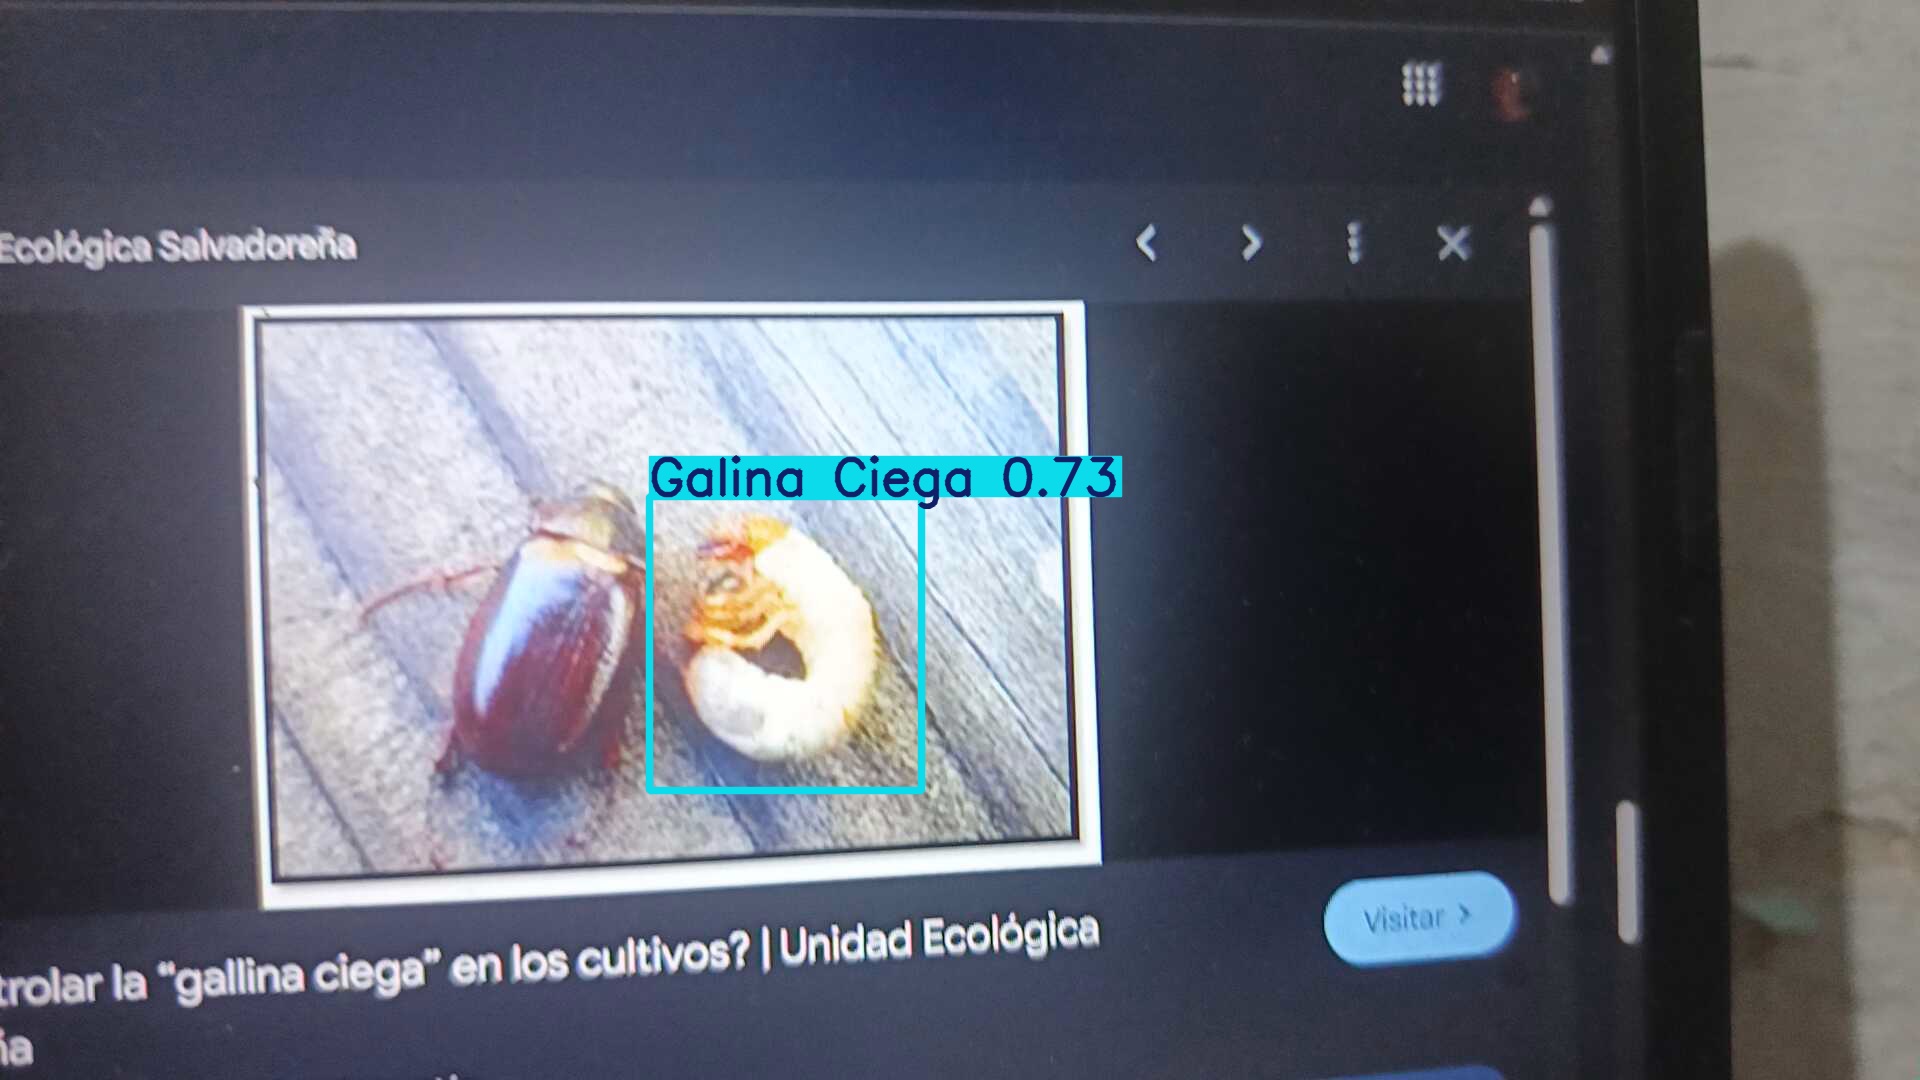 Ecológica Salvadoreña
Galina Ciega 0.73
trolar la “gallina ciega” en los cultivos? | Unidad Ecológica
ña
Visitar